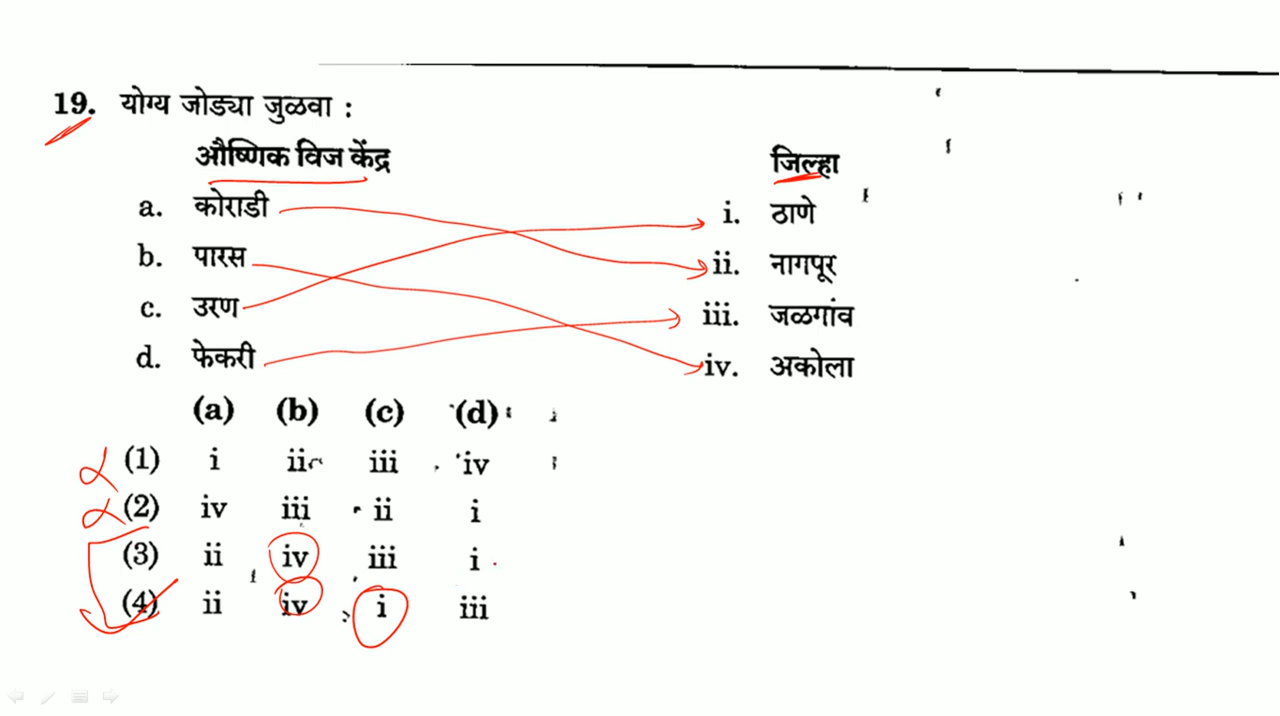 19. योग्य जोड्या जुळवा :
औष्णिक विज केंद्र जिल्हा
a. कोराडी i. ठाणे
b. पारस ii. नागपूर
c. उरण iii. जळगांव
d. फेकरी iv. अकोला
(a) (b) (c) (d)
(1) i ii iii iv
(2) iv iii ii i
(3) ii iv iii i
(4) ii iv i iii